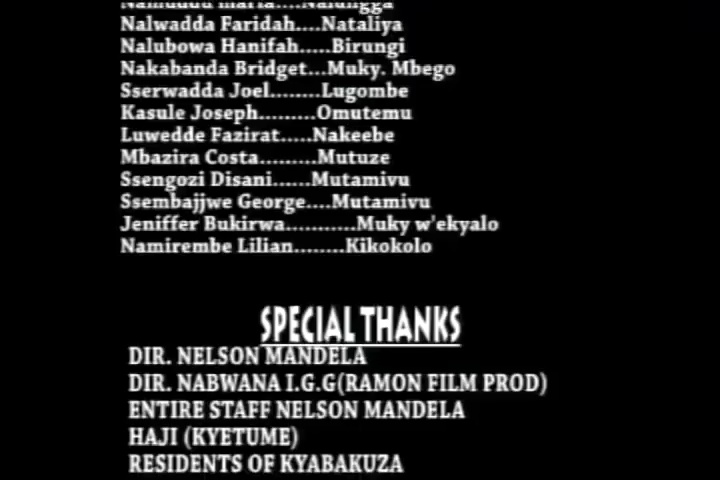 Nalwadda Faridah....Nataliya
Nalubowa Hanifah.....Birungi
Nakabanda Bridget...Muky. Mbego
Sserwadda Joel........Lugombe
Kasule Joseph.........Omutemu
Luwedde Fazirat.....Nakeebe
Mbazira Costa.........Mutuze
Ssengozi Disani......Mutamivu
Ssembajjwe George....Mutamivu
Jeniffer Bukirwa...........Muky w'ekyalo
Namirembe Lilian........Kikokolo
SPECIAL THANKS
DIR. NELSON MANDELA
DIR. NABWANA I.G.G(RAMON FILM PROD)
ENTIRE STAFF NELSON MANDELA
HAJI (KYETUME)
RESIDENTS OF KYABAKUZA